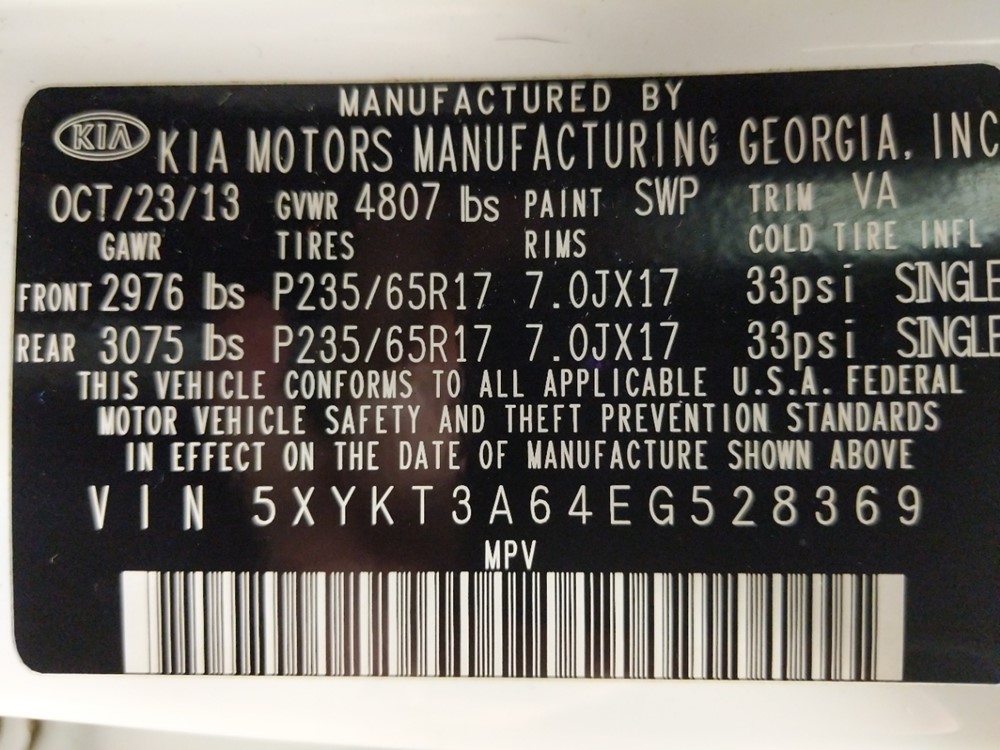 MANUFACTURED BY
KIA KIA MOTORS MANUFACTURING GEORGIA, INC
OCT/23/13 GVWR 4807 lbs PAINT SWP TRIM VA
GAWR TIRES RIMS COLD TIRE INFL
FRONT 2976 lbs P235/65R17 7.0JX17 33psi SINGLE
REAR 3075 lbs P235/65R17 7.0JX17 33psi SINGLE
THIS VEHICLE CONFORMS TO ALL APPLICABLE U.S.A. FEDERAL
MOTOR VEHICLE SAFETY AND THEFT PREVENTION STANDARDS
IN EFFECT ON THE DATE OF MANUFACTURE SHOWN ABOVE
VIN 5XYKT3A64EG528369
MPV